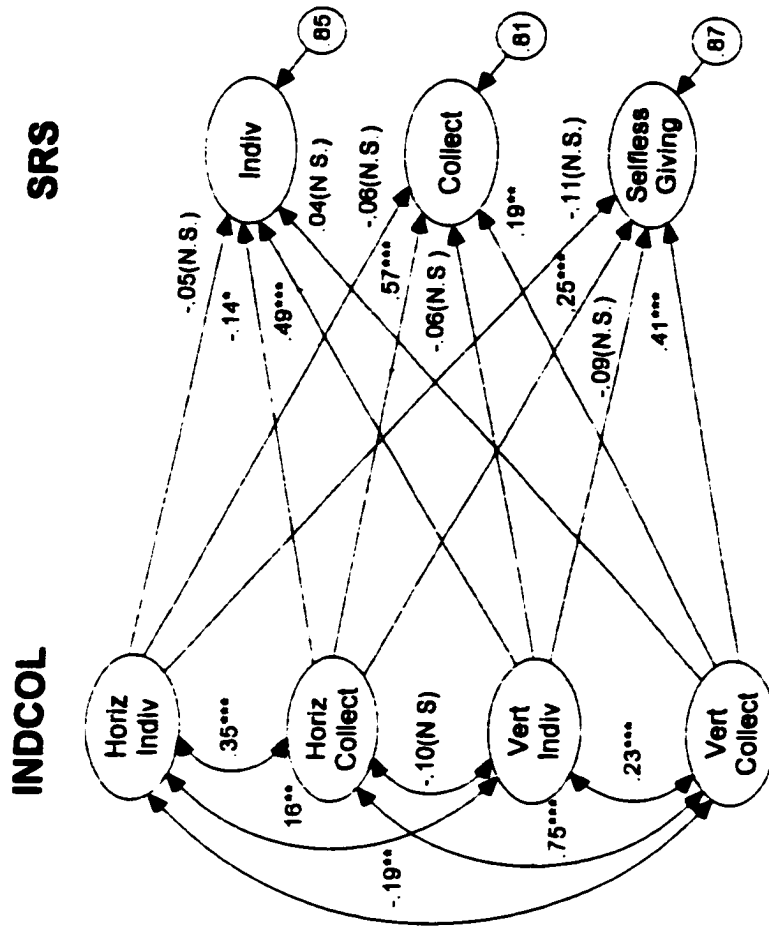 INDCOL
SRS
Horiz
Indiv
Horiz
Collect
Vert
Indiv
Vert
Collect
.35***
-.10(N S)
.23***
16**
.75***
-.19**
-.05(N.S.)
-.14*
.49***
.04(N S.)
-.06(N.S.)
.57***
-.06(N.S)
.19**
-.11(N.S.)
.25***
-.09(N.S.)
.41***
Indiv
Collect
Selfless
Giving
.85
.81
.87